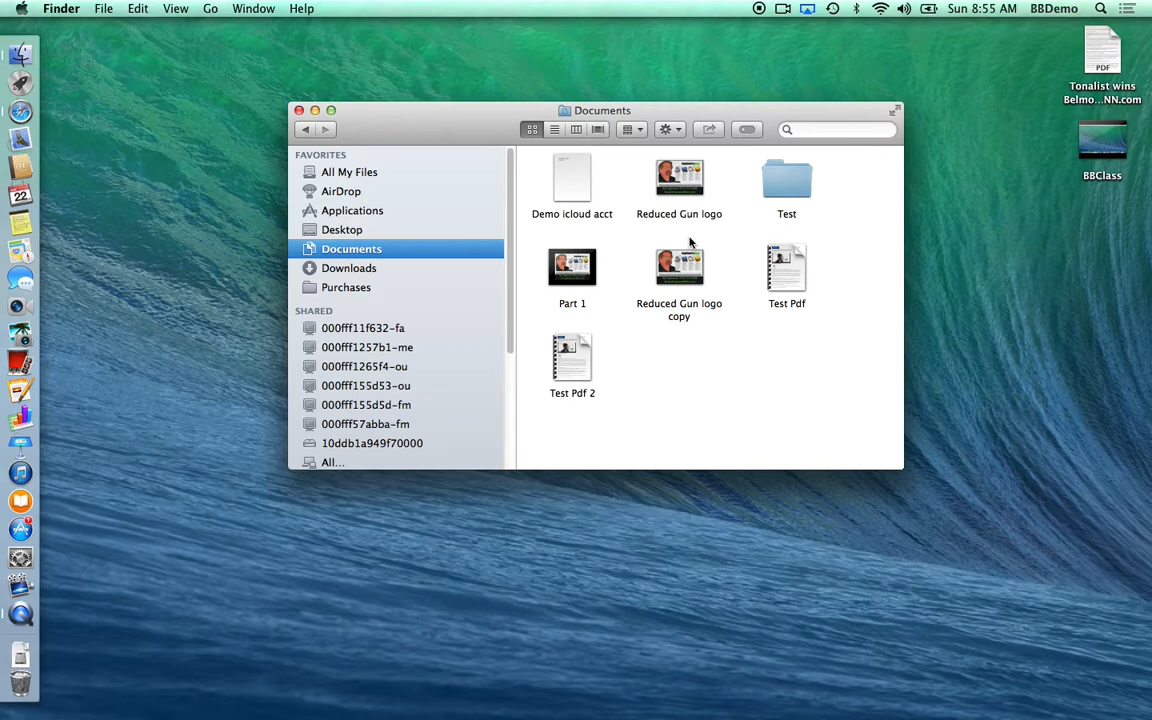 Finder File Edit View Go Window Help Sun 8:55 AM BBDemo
Documents
FAVORITES
All My Files
AirDrop
Applications
Desktop
Documents
Downloads
Purchases
SHARED
000fff11f632-fa
000fff1257b1-me
000fff1265f4-ou
000fff155d53-ou
000fff155d5d-fm
000fff57abba-fm
10ddb1a949f70000
All...
Demo icloud acct
Reduced Gun logo
Test
Part 1
Reduced Gun logo
copy
Test Pdf
Test Pdf 2
PDF
Tonalist wins
Belmo...NN.com
BBClass
22